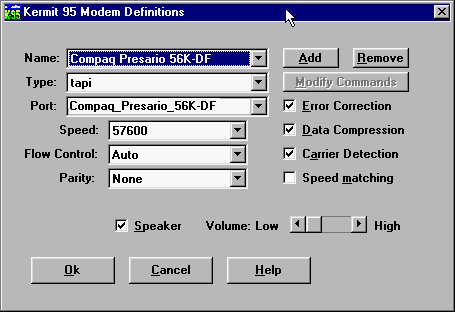 Kermit 95 Modem Definitions
Name: Compaq Presario 56K-DF Add Remove
Type: tapi Modify Commands
Port: Compaq_Presario_56K-DF Error Correction
Speed: 57600 Data Compression
Flow Control: Auto Carrier Detection
Parity: None Speed matching
Speaker Volume: Low High
Ok Cancel Help